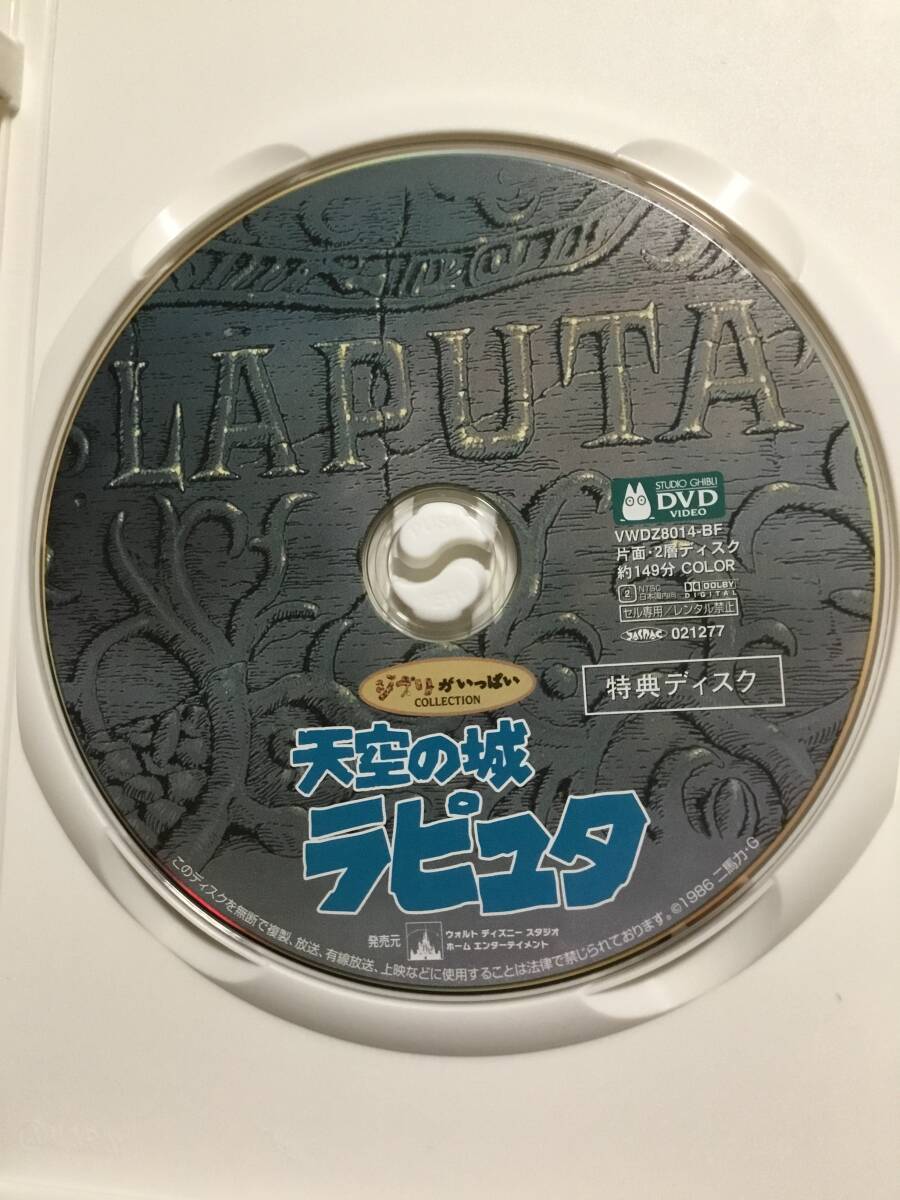 LAPUTA
STUDIO GHIBLI
DVD
VIDEO
VWDZ8014-BF
片面・2層ディスク
約149分 COLOR
2 NTSC 日本国内向 DOLBY DIGITAL
セル専用/レンタル禁止
JASRAC 021277
特典ディスク
ジブリがいっぱい
COLLECTION
天空の城
ラピュタ
発売元 ウォルト ディズニー スタジオ
ホーム エンターテイメント
このディスクを無断で複製、放送、有線放送、上映などに使用することは法律で禁じられております。©1986 二馬力・G